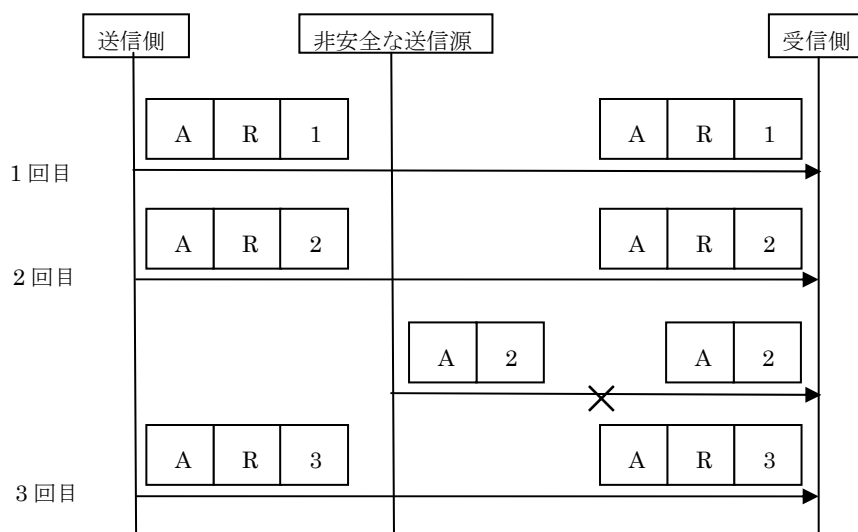 送信側 非安全な送信源 受信側
A R 1 A R 1
1回目
A R 2 A R 2
2回目
A 2 A 2
A R 3 A R 3
3回目